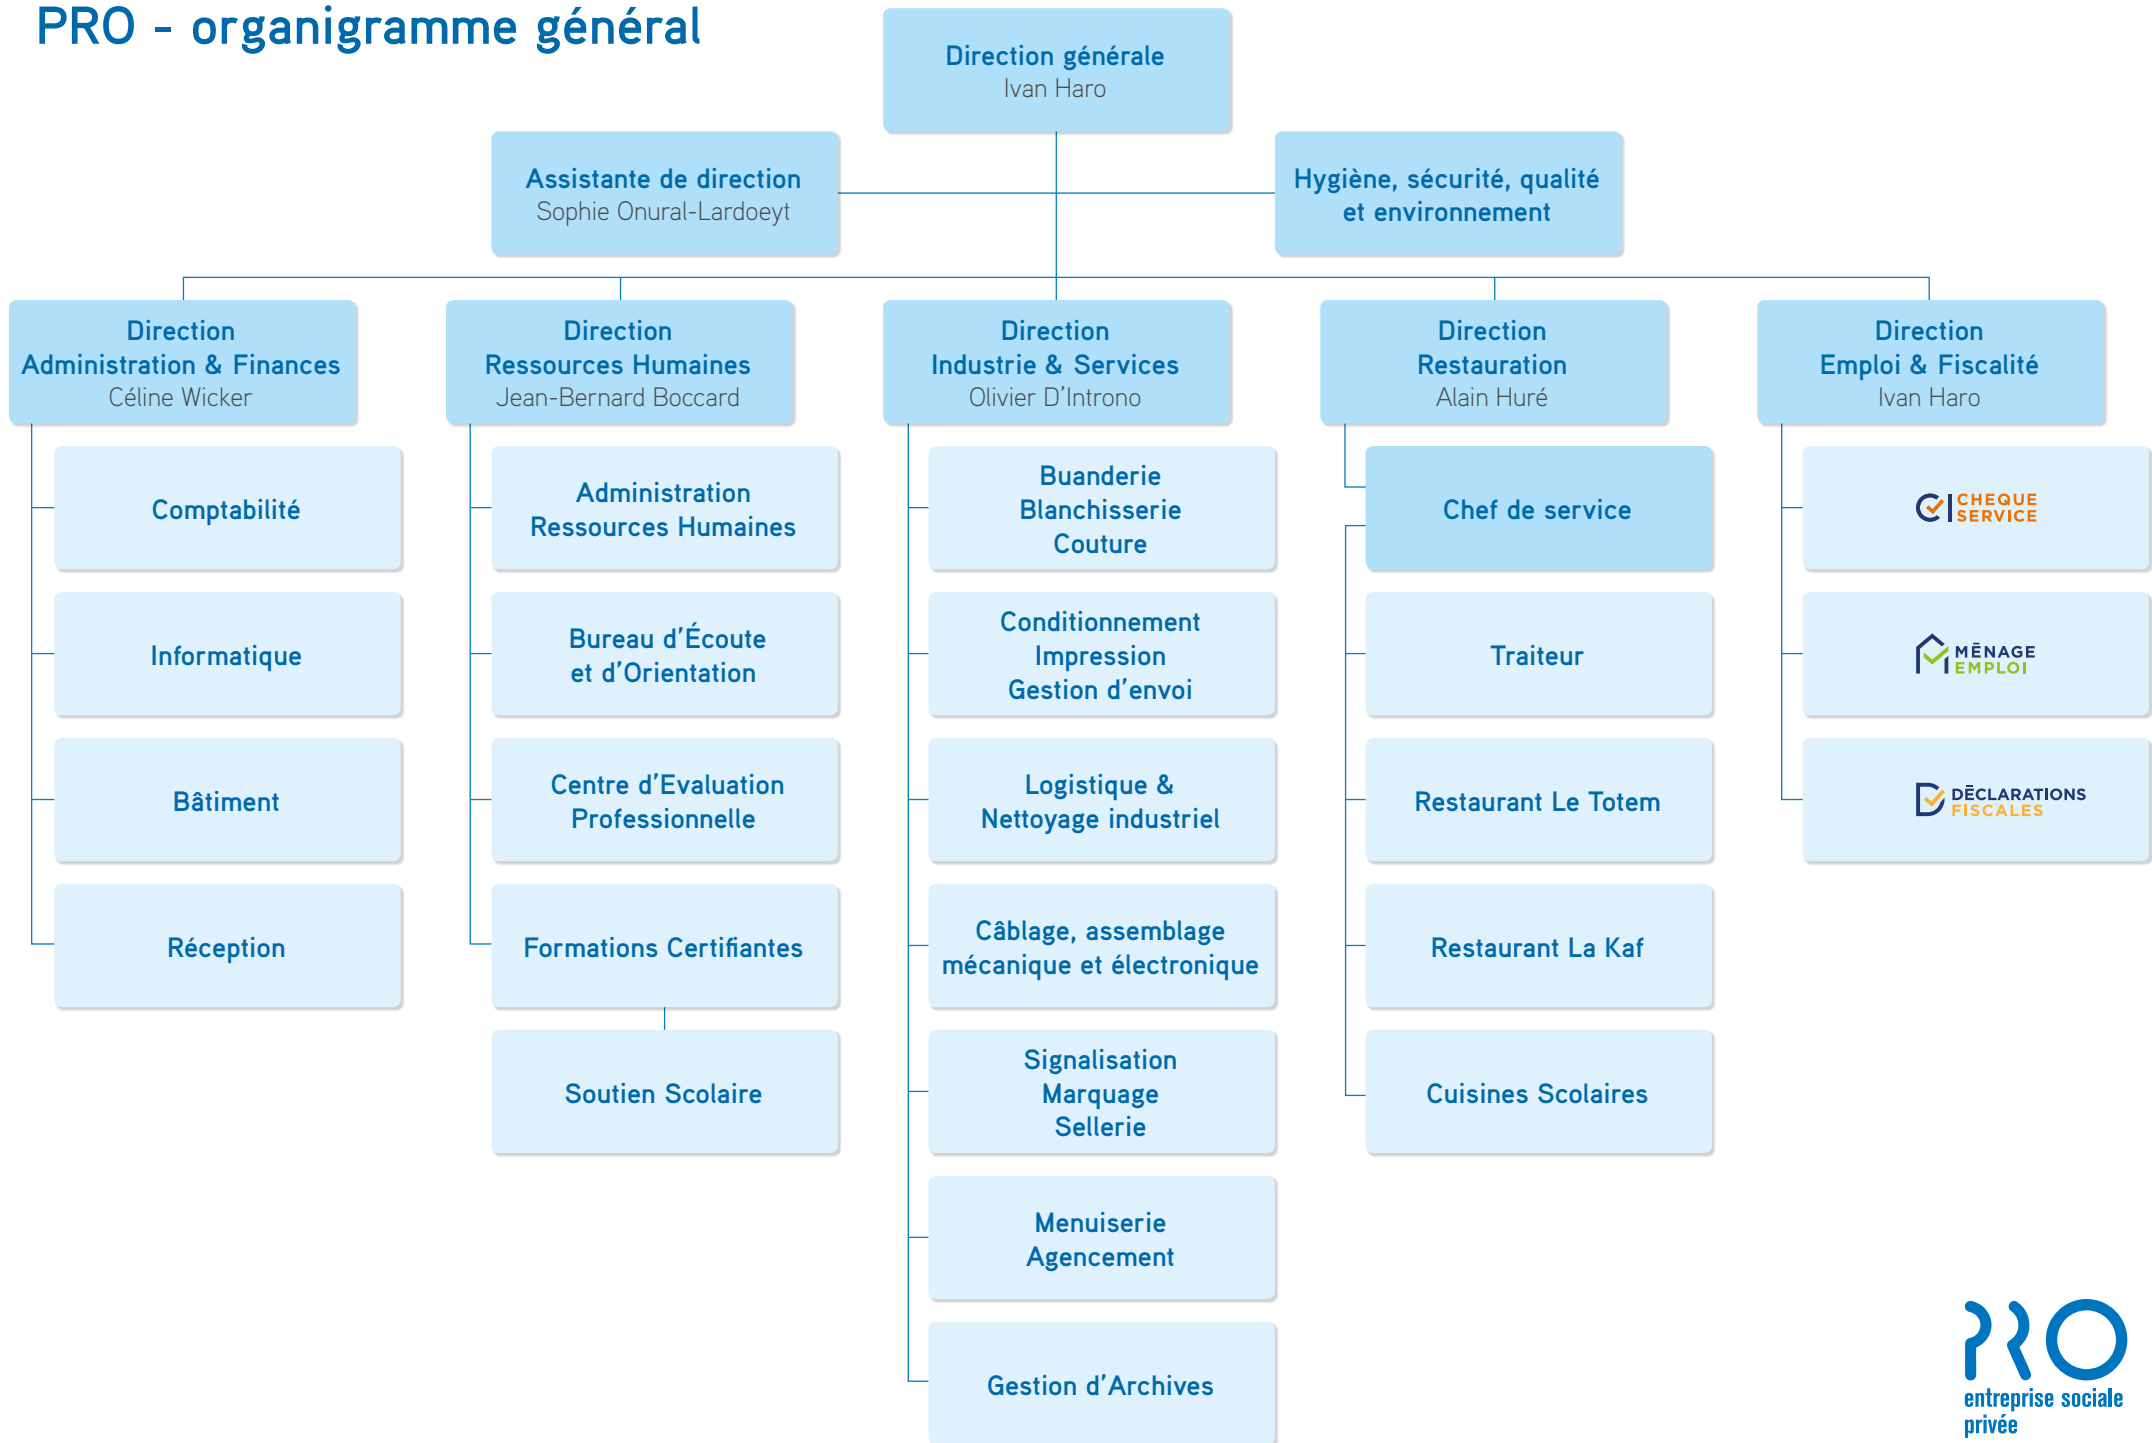 PRO - organigramme général
Direction générale
Ivan Haro
Assistante de direction
Sophie Onural-Lardoeyt
Hygiène, sécurité, qualité
et environnement
Direction
Administration & Finances
Céline Wicker
Comptabilité
Informatique
Bâtiment
Réception
Direction
Ressources Humaines
Jean-Bernard Boccard
Administration
Ressources Humaines
Bureau d'Écoute
et d'Orientation
Centre d'Evaluation
Professionnelle
Formations Certifiantes
Soutien Scolaire
Direction
Industrie & Services
Olivier D'Introno
Buanderie
Blanchisserie
Couture
Conditionnement
Impression
Gestion d'envoi
Logistique &
Nettoyage industriel
Câblage, assemblage
mécanique et électronique
Signalisation
Marquage
Sellerie
Menuiserie
Agencement
Gestion d'Archives
Direction
Restauration
Alain Huré
Chef de service
Traiteur
Restaurant Le Totem
Restaurant La Kaf
Cuisines Scolaires
Direction
Emploi & Fiscalité
Ivan Haro
CHEQUE
SERVICE
MĒNAGE
EMPLOI
DĒCLARATIONS
FISCALES
PRO
entreprise sociale
privée